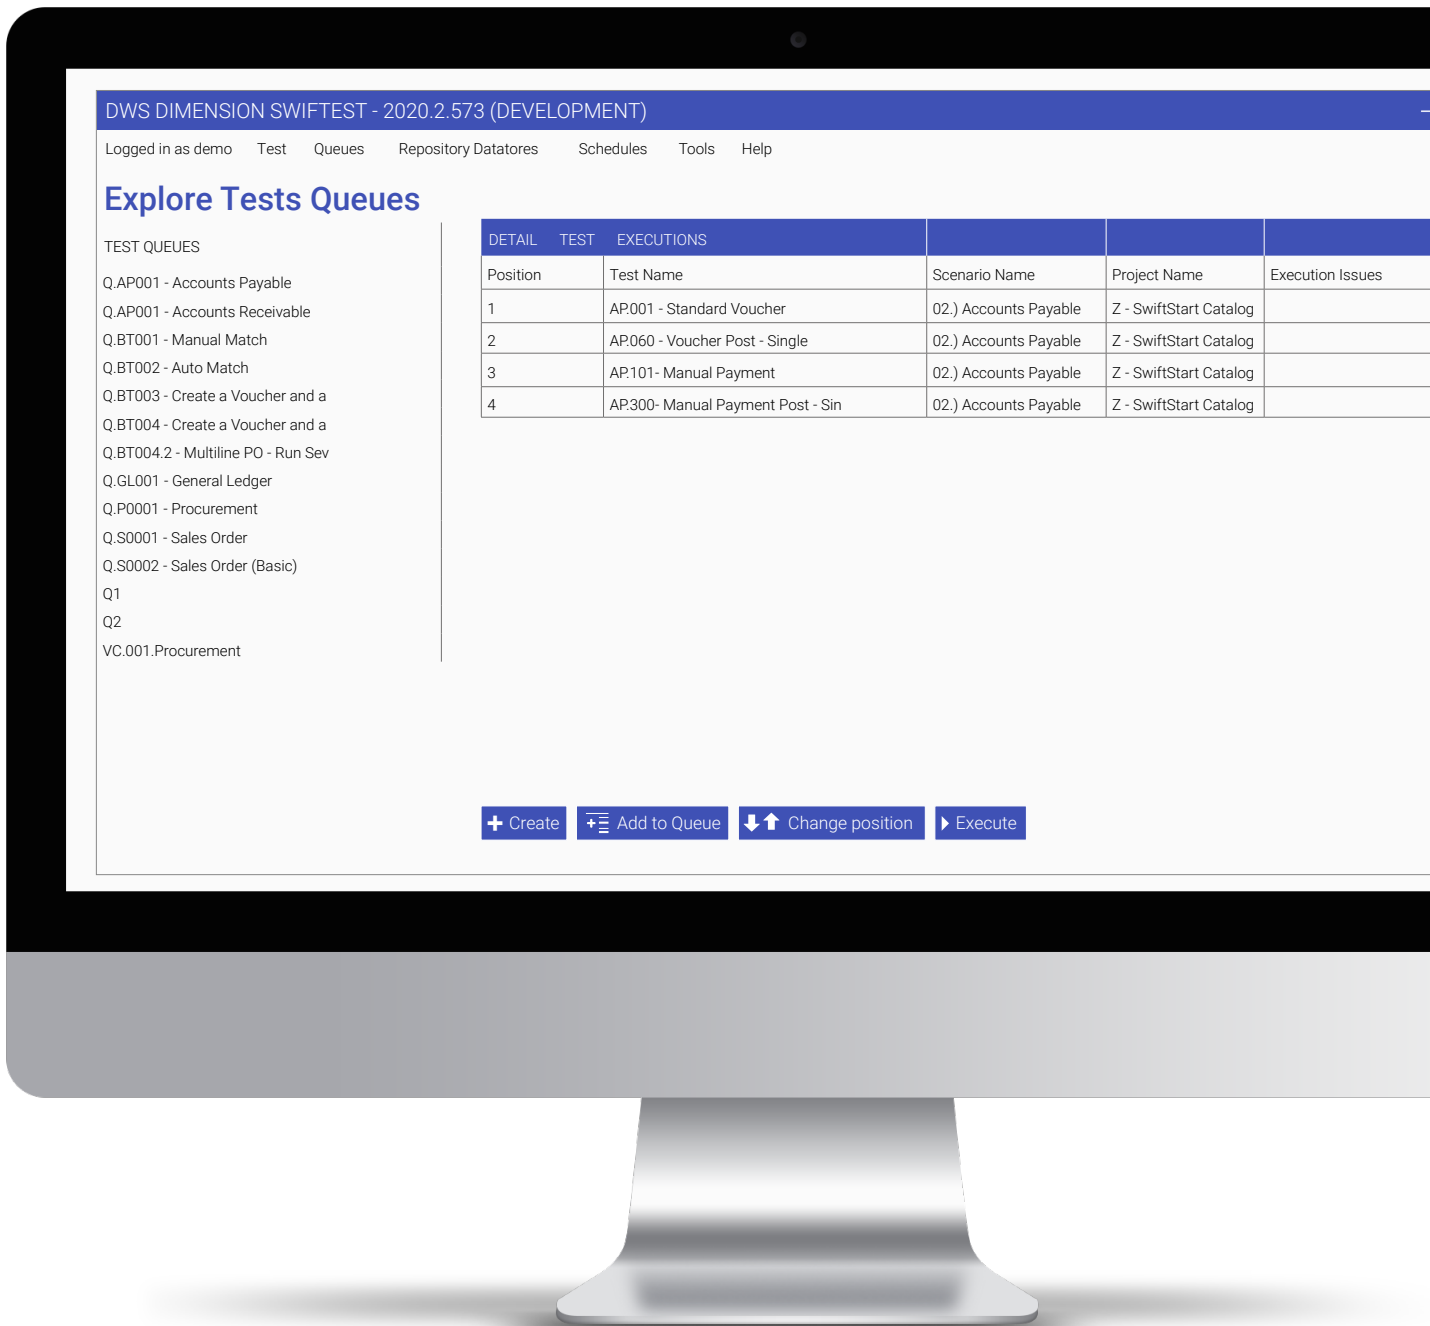 DWS DIMENSION SWIFTEST - 2020.2.573 (DEVELOPMENT)
Logged in as demo Test Queues Repository Datatores Schedules Tools Help
Explore Tests Queues
TEST QUEUES
Q.AP001 - Accounts Payable
Q.AP001 - Accounts Receivable
Q.BT001 - Manual Match
Q.BT002 - Auto Match
Q.BT003 - Create a Voucher and a
Q.BT004 - Create a Voucher and a
Q.BT004.2 - Multiline PO - Run Sev
Q.GL001 - General Ledger
Q.P0001 - Procurement
Q.S0001 - Sales Order
Q.S0002 - Sales Order (Basic)
Q1
Q2
VC.001.Procurement
DETAIL TEST EXECUTIONS
Position Test Name Scenario Name Project Name Execution Issues
1 AP.001 - Standard Voucher 02.) Accounts Payable Z - SwiftStart Catalog
2 AP.060 - Voucher Post - Single 02.) Accounts Payable Z - SwiftStart Catalog
3 AP.101- Manual Payment 02.) Accounts Payable Z - SwiftStart Catalog
4 AP.300- Manual Payment Post - Sin 02.) Accounts Payable Z - SwiftStart Catalog
Create Add to Queue Change position Execute